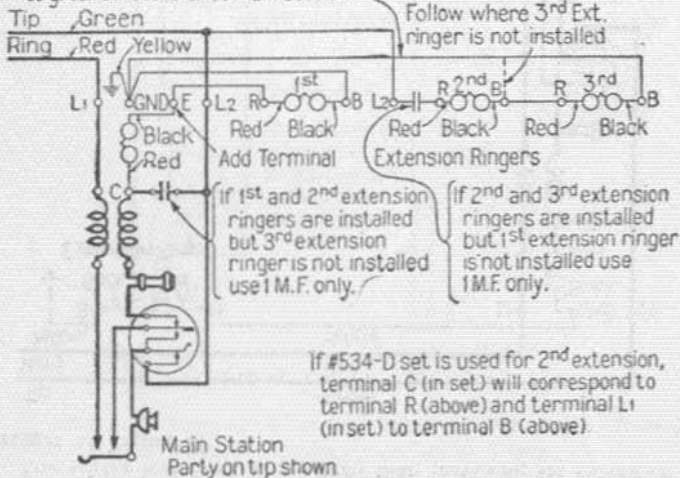 Tip Green
Ring Red Yellow
Follow where 3rd Ext.
ringer is not installed
L1 GND E L2 R 1st B L2 R 2nd B R 3rd B
Black
Red
Red Black
Red Black
Red Black
Add Terminal
Extension Ringers
C
If 1st and 2nd extension
ringers are installed
but 3rd extension
ringer is not installed
use 1 M.F. only.
If 2nd and 3rd extension
ringers are installed
but 1st extension ringer
is not installed use
1 M.F. only.
If #534-D set is used for 2nd extension,
terminal C (in set) will correspond to
terminal R (above) and terminal L1
(in set) to terminal B (above)
Main Station
Party on tip shown